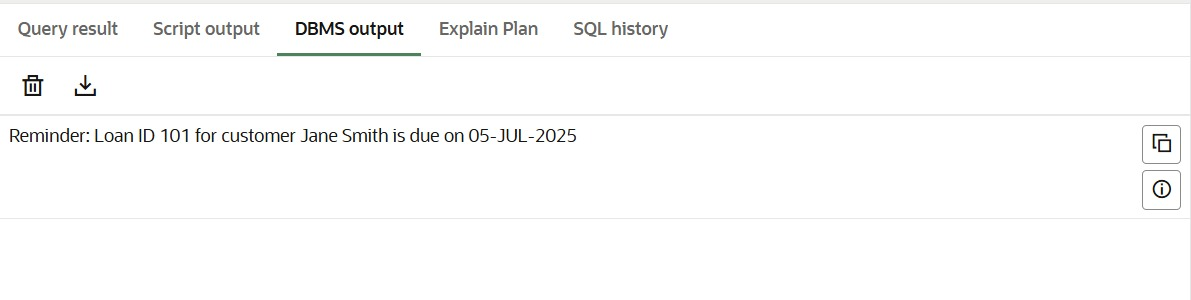 Query result Script output DBMS output Explain Plan SQL history
Reminder: Loan ID 101 for customer Jane Smith is due on 05-JUL-2025